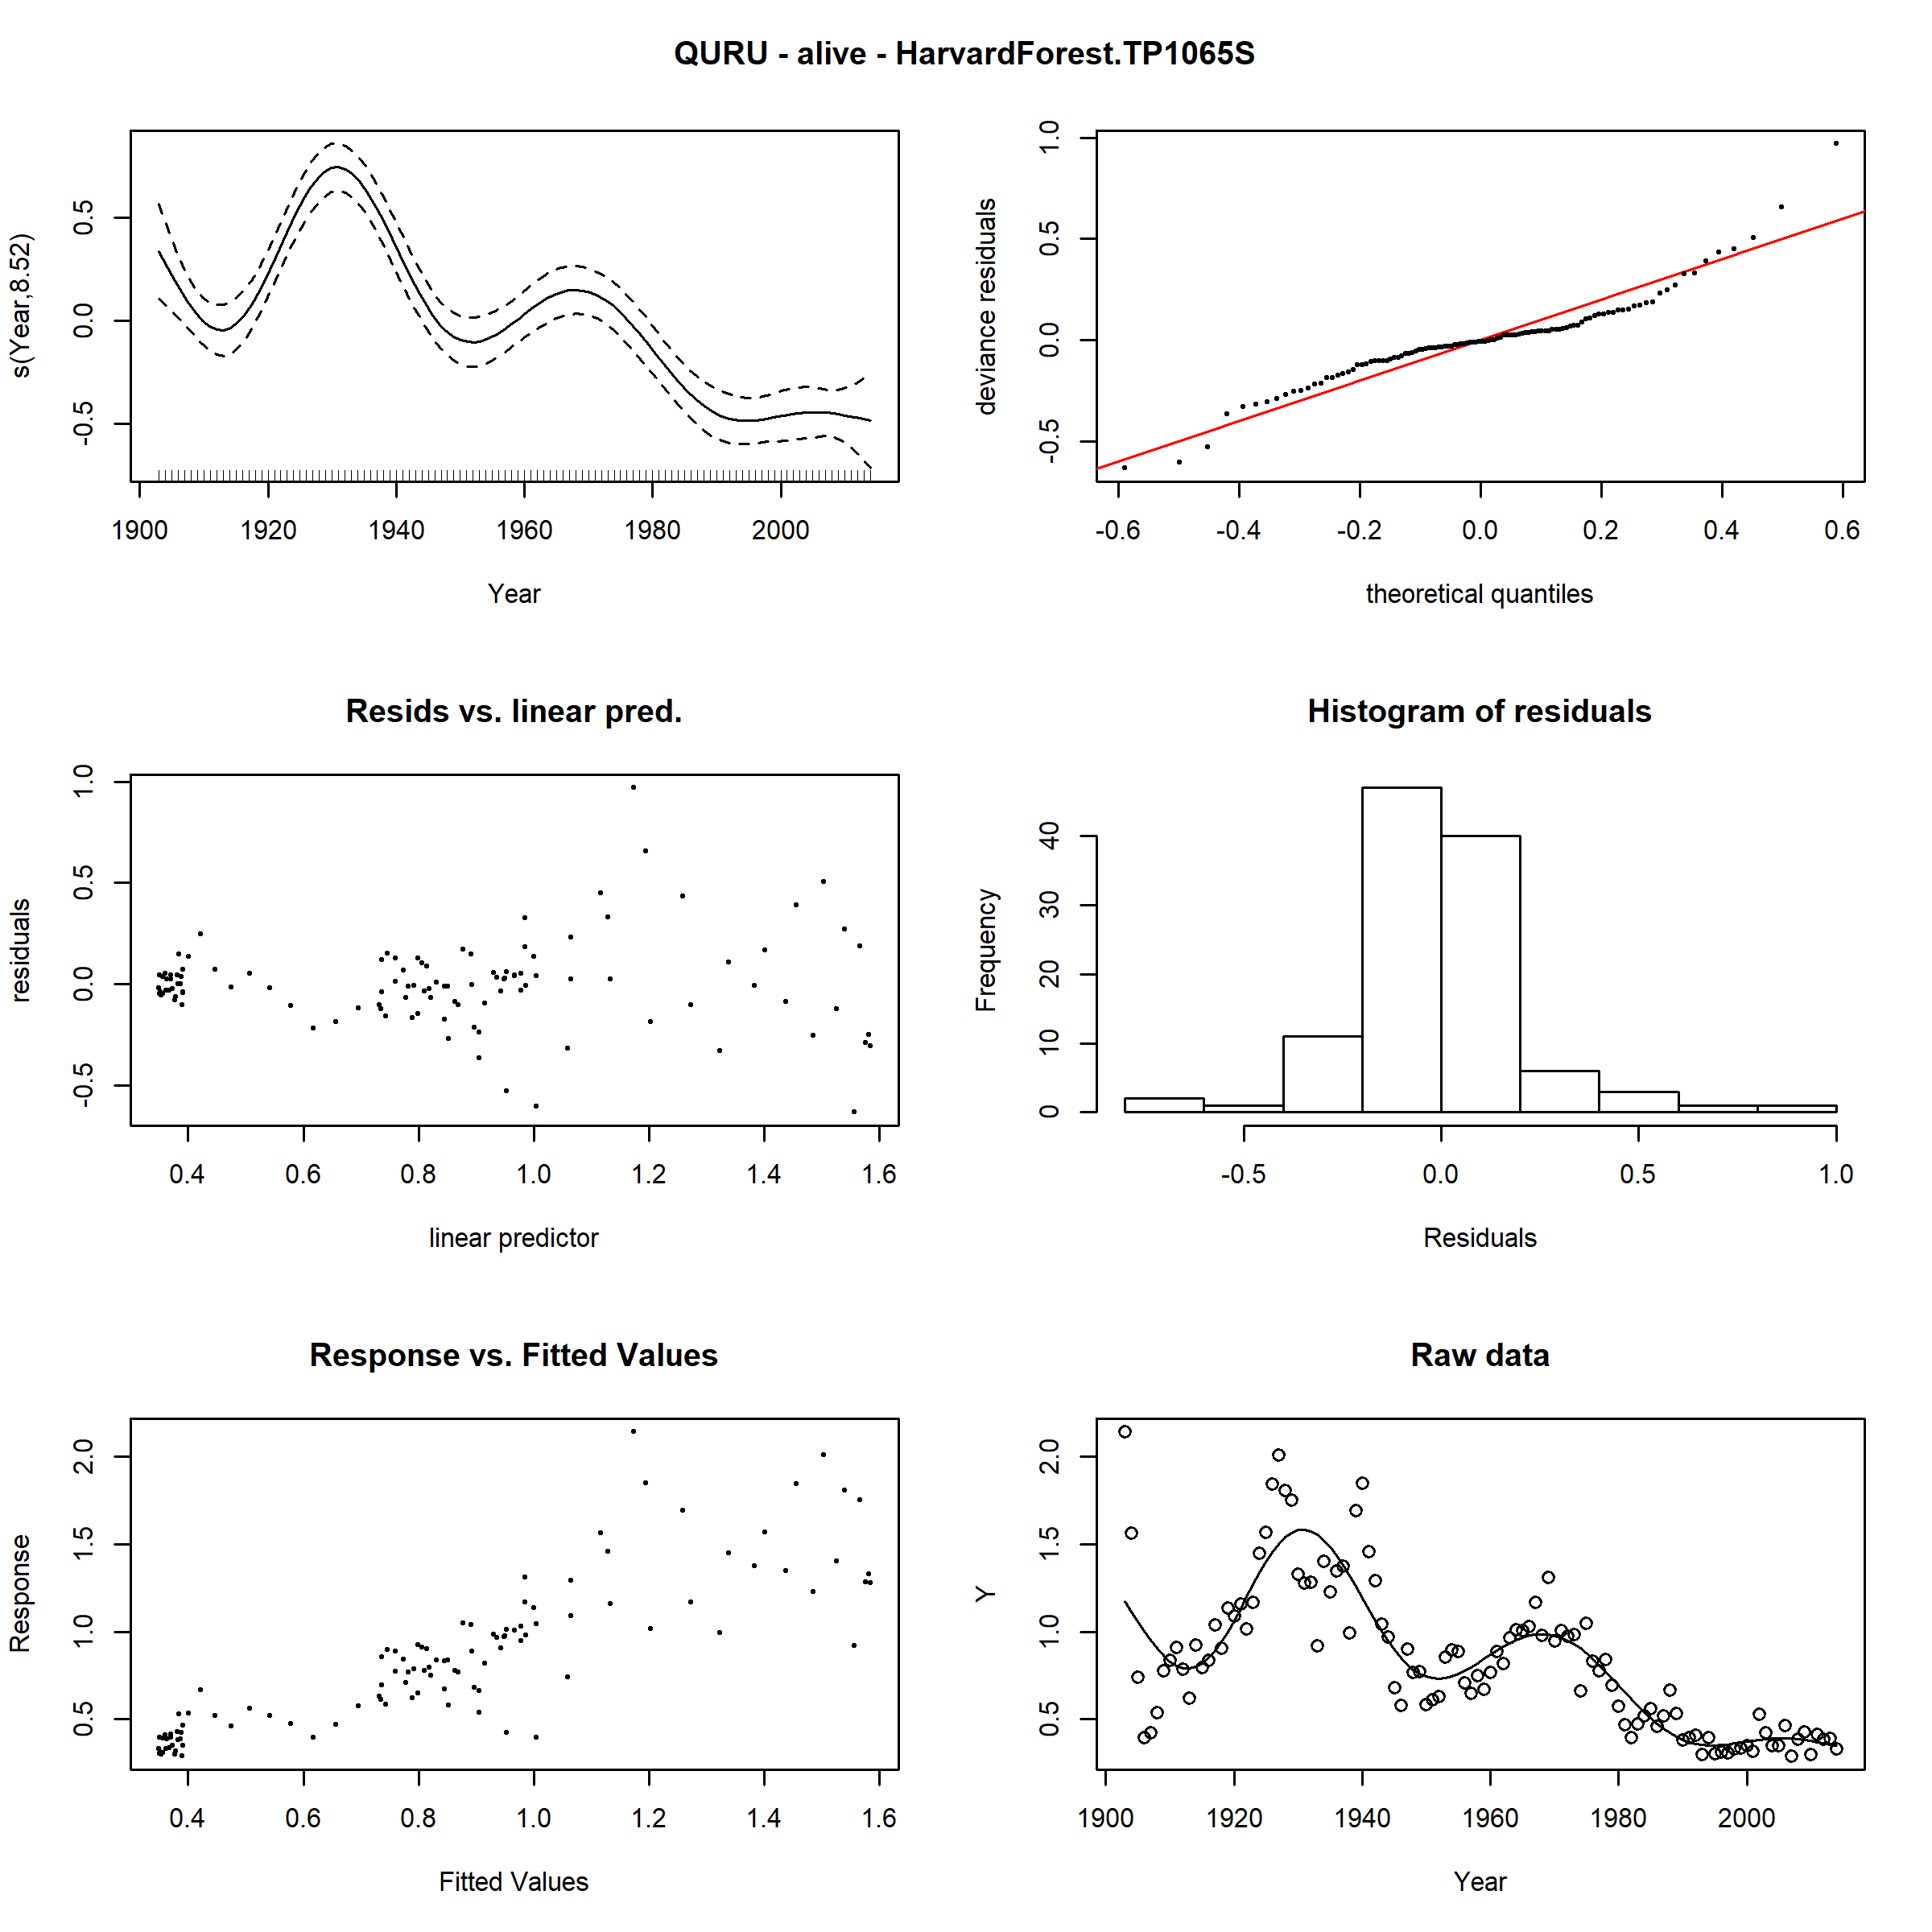 QURU - alive - HarvardForest.TP1065S
s(Year,8.52)
0.5
0.0
-0.5
1900 1920 1940 1960 1980 2000
Year
deviance residuals
1.0
0.5
0.0
-0.5
-0.6 -0.4 -0.2 0.0 0.2 0.4 0.6
theoretical quantiles
Resids vs. linear pred.
residuals
1.0
0.5
0.0
-0.5
0.4 0.6 0.8 1.0 1.2 1.4 1.6
linear predictor
Histogram of residuals
Frequency
40
30
20
10
0
-0.5 0.0 0.5 1.0
Residuals
Response vs. Fitted Values
Response
2.0
1.5
1.0
0.5
0.4 0.6 0.8 1.0 1.2 1.4 1.6
Fitted Values
Raw data
Y
2.0
1.5
1.0
0.5
1900 1920 1940 1960 1980 2000
Year